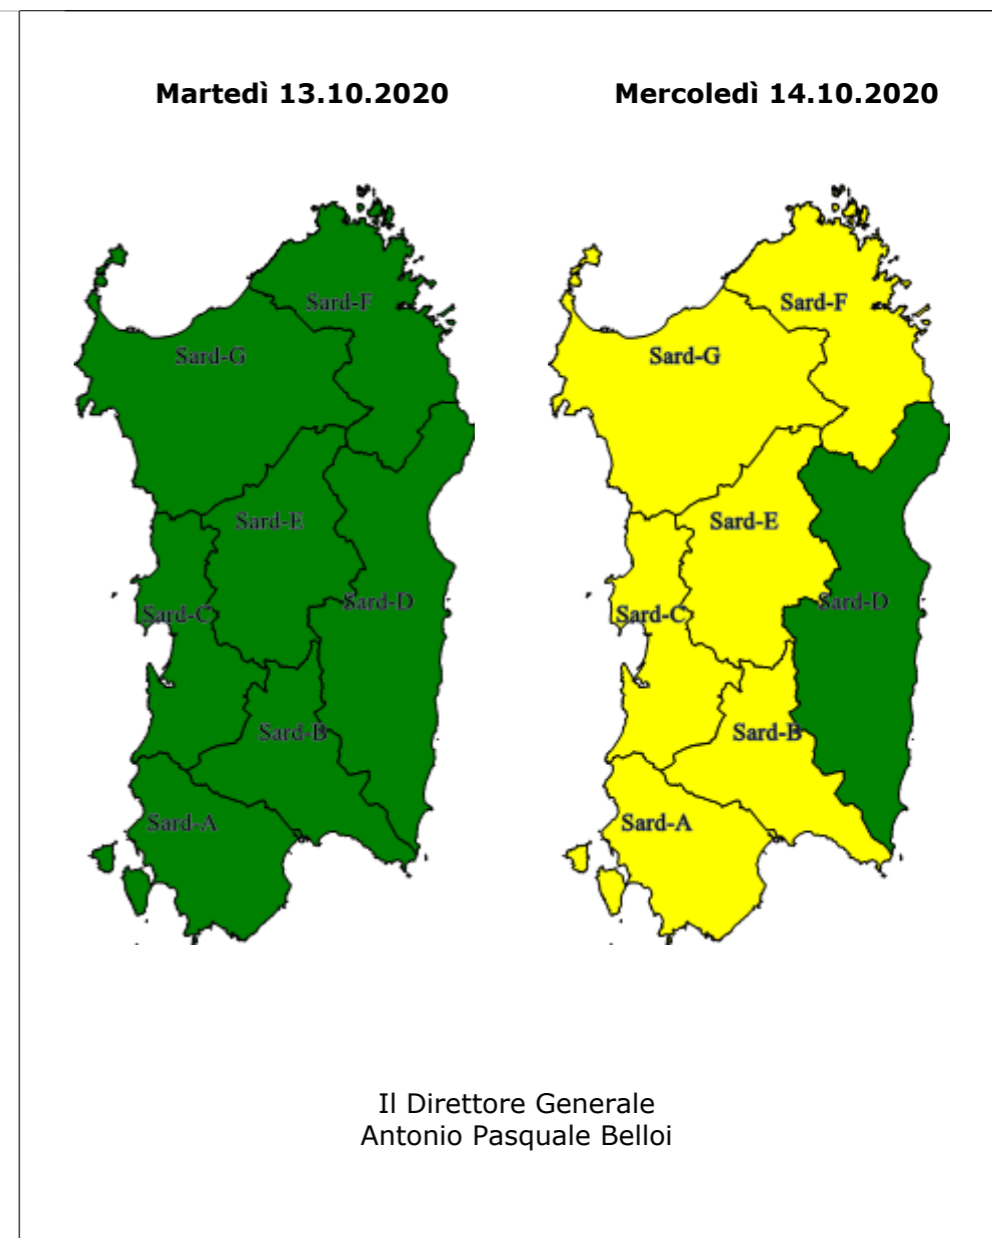 Martedì 13.10.2020
Mercoledì 14.10.2020
Sard-F
Sard-G
Sard-E
Sard-D
Sard-C
Sard-B
Sard-A
Sard-F
Sard-G
Sard-E
Sard-D
Sard-C
Sard-B
Sard-A
Il Direttore Generale
Antonio Pasquale Belloi